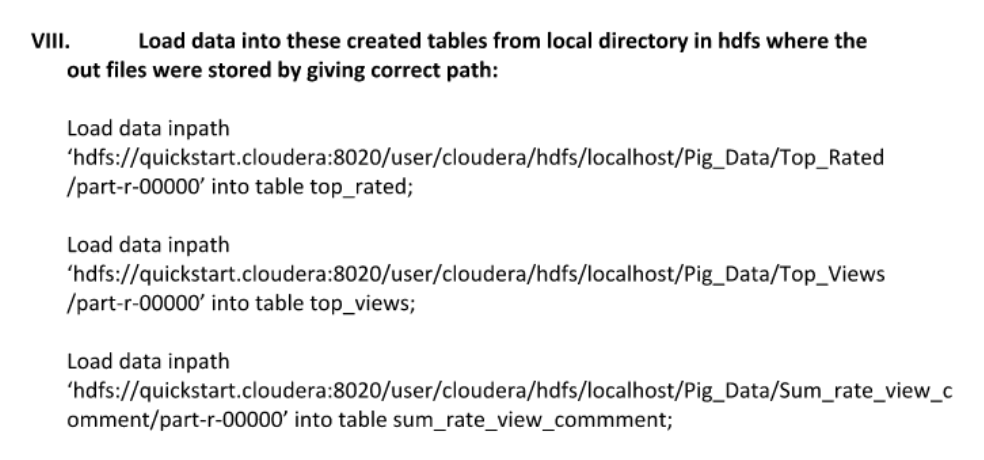 VIII. Load data into these created tables from local directory in hdfs where the
out files were stored by giving correct path:
Load data inpath
‘hdfs://quickstart.cloudera:8020/user/cloudera/hdfs/localhost/Pig_Data/Top_Rated
/part-r-00000’ into table top_rated;
Load data inpath
‘hdfs://quickstart.cloudera:8020/user/cloudera/hdfs/localhost/Pig_Data/Top_Views
/part-r-00000’ into table top_views;
Load data inpath
‘hdfs://quickstart.cloudera:8020/user/cloudera/hdfs/localhost/Pig_Data/Sum_rate_view_c
omment/part-r-00000’ into table sum_rate_view_commment;